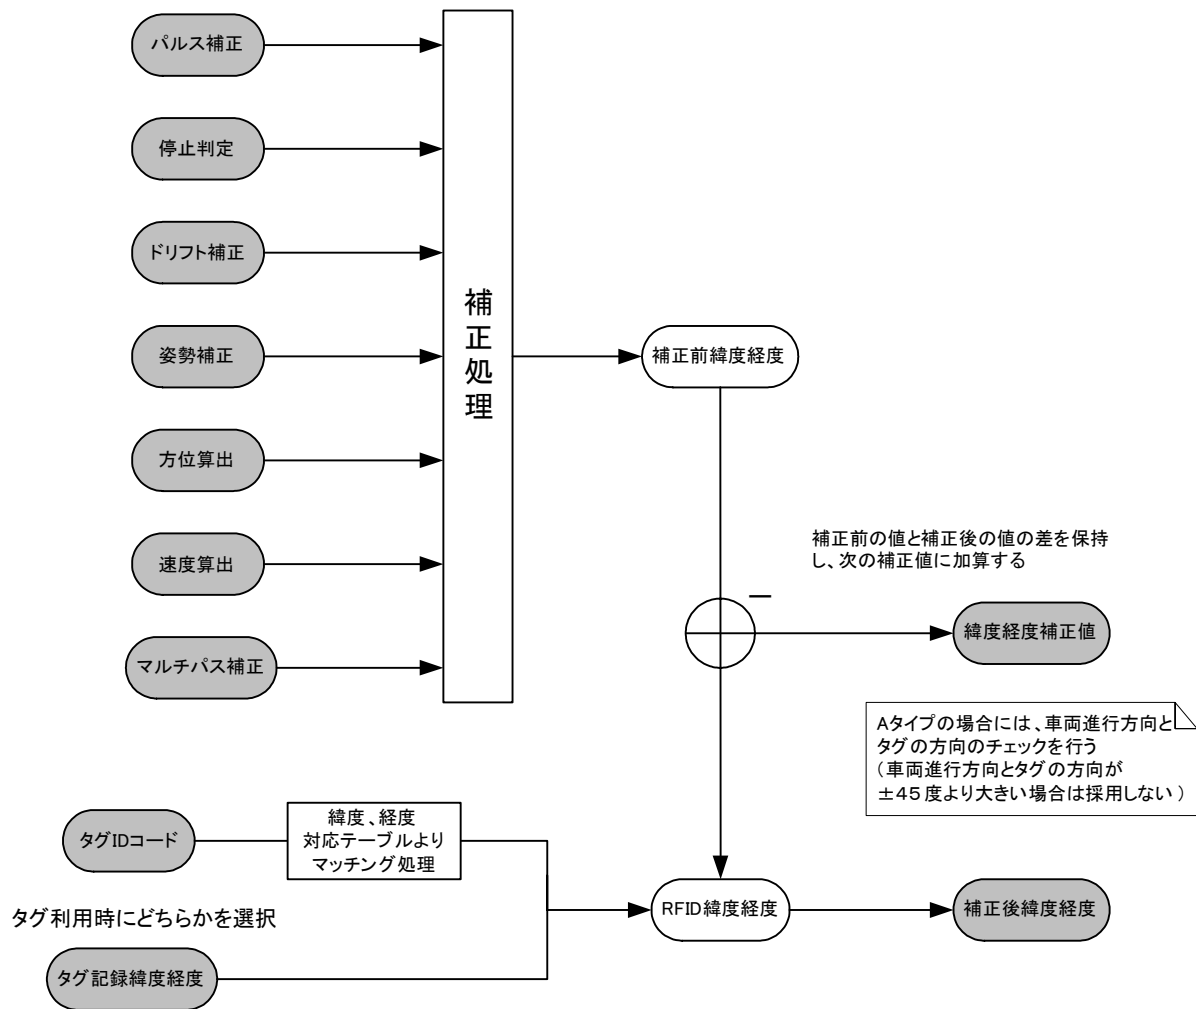 パルス補正
停止判定
ドリフト補正
姿勢補正
方位算出
速度算出
マルチパス補正
補正処理
補正前緯度経度
補正前の値と補正後の値の差を保持
し、次の補正値に加算する
－
緯度経度補正値
Aタイプの場合には、車両進行方向と
タグの方向のチェックを行う
（車両進行方向とタグの方向が
±45度より大きい場合は採用しない）
タグIDコード
緯度、経度
対応テーブルより
マッチング処理
タグ利用時にどちらかを選択
タグ記録緯度経度
RFID緯度経度
補正後緯度経度